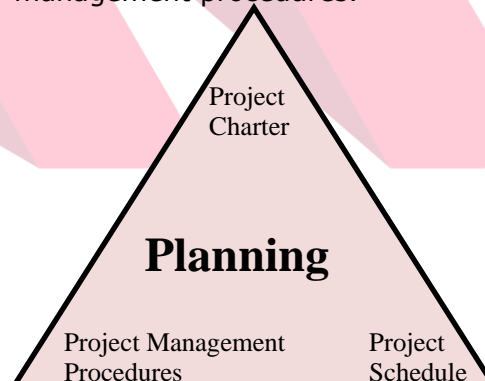 management procedures.
Project
Charter
Planning
Project Management
Procedures
Project
Schedule